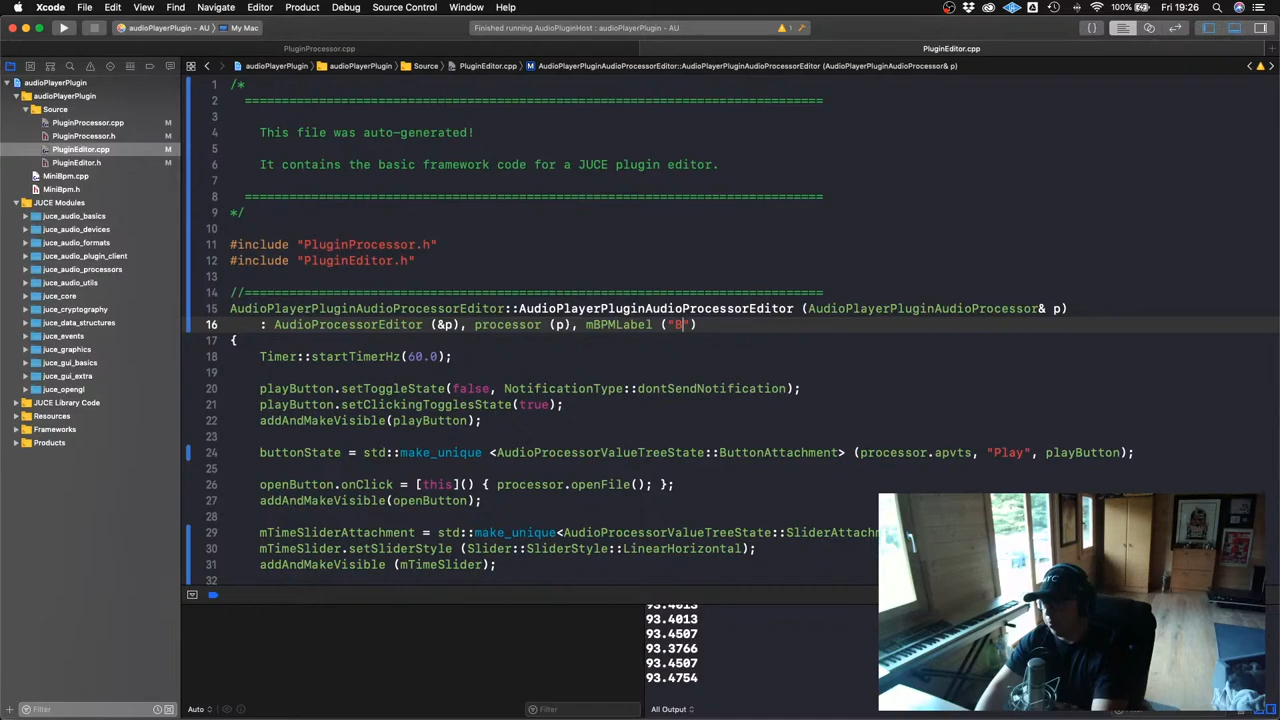 Xcode File Edit View Find Navigate Editor Product Debug Source Control Window Help 100% Fri 19:26
audioPlayerPlugin - AU My Mac Finished running AudioPluginHost : audioPlayerPlugin - AU 1
PluginProcessor.cpp PluginEditor.cpp
audioPlayerPlugin audioPlayerPlugin Source PluginEditor.cpp AudioPlayerPluginAudioProcessorEditor::AudioPlayerPluginAudioProcessorEditor (AudioPlayerPluginAudioProcessor& p)
audioPlayerPlugin
audioPlayerPlugin
Source
PluginProcessor.cpp M
PluginProcessor.h M
PluginEditor.cpp M
PluginEditor.h M
MiniBpm.cpp
MiniBpm.h
JUCE Modules
juce_audio_basics
juce_audio_devices
juce_audio_formats
juce_audio_plugin_client
juce_audio_processors
juce_audio_utils
juce_core
juce_cryptography
juce_data_structures
juce_events
juce_graphics
juce_gui_basics
juce_gui_extra
juce_opengl
JUCE Library Code
Resources
Frameworks
Products
1 /*
2 ==============================================================================
3
4 This file was auto-generated!
5
6 It contains the basic framework code for a JUCE plugin editor.
7
8 ==============================================================================
9 */
10
11 #include "PluginProcessor.h"
12 #include "PluginEditor.h"
13
14 //==============================================================================
15 AudioPlayerPluginAudioProcessorEditor::AudioPlayerPluginAudioProcessorEditor (AudioPlayerPluginAudioProcessor& p)
16 : AudioProcessorEditor (&p), processor (p), mBPMLabel ("B")
17 {
18 Timer::startTimerHz(60.0);
19
20 playButton.setToggleState(false, NotificationType::dontSendNotification);
21 playButton.setClickingTogglesState(true);
22 addAndMakeVisible(playButton);
23
24 buttonState = std::make_unique <AudioProcessorValueTreeState::ButtonAttachment> (processor.apvts, "Play", playButton);
25
26 openButton.onClick = [this]() { processor.openFile(); };
27 addAndMakeVisible(openButton);
28
29 mTimeSliderAttachment = std::make_unique<AudioProcessorValueTreeState::SliderAttachm
30 mTimeSlider.setSliderStyle (Slider::SliderStyle::LinearHorizontal);
31 addAndMakeVisible (mTimeSlider);
32
93.4013
93.4013
93.4507
93.3766
93.4507
93.4754
Filter Auto Filter All Output Filter